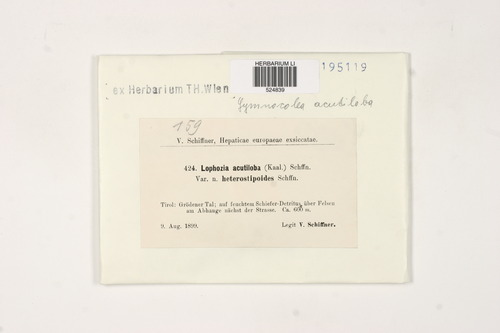 HERBARIUM LI
524839
195119
ex Herbarium TH.Wien
Gymnocolea acutiloba
159
V. Schiffner, Hepaticae europaeae exsiccatae.
424. Lophozia acutiloba (Kaal.) Schffn.
Var. n. heterostipoides Schffn.
Tirol: Grödener Tal; auf feuchtem Schiefer-Detritus über Felsen
am Abhange nächst der Strasse. Ca. 600 m.
9. Aug. 1899. Legit V. Schiffner.